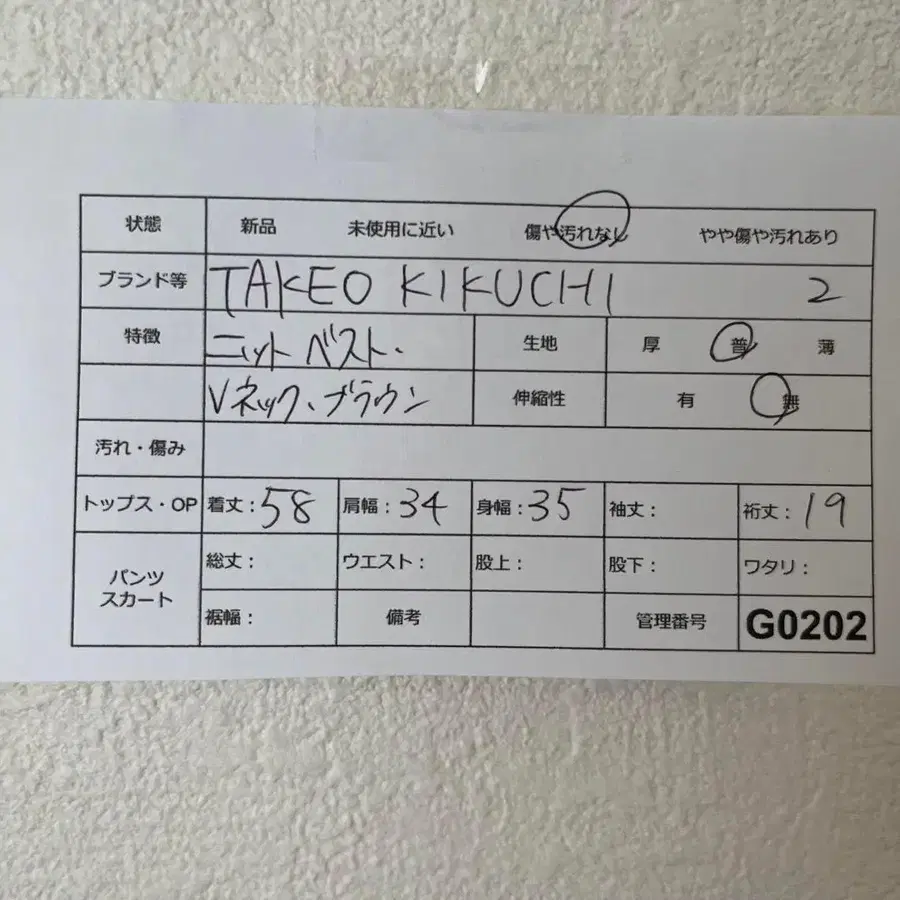 状態 新品 未使用に近い 傷や汚れなし やや傷や汚れあり
ブランド等 TAKEO KIKUCHI 2
特徴 ニット ベスト. 生地 厚 普 薄
Vネック、ブラウン 伸縮性 有 無
汚れ・傷み
トップス・OP 着丈：58 肩幅：34 身幅：35 袖丈： 裄丈：19
パンツ スカート 総丈： ウエスト： 股上： 股下： ワタリ：
裾幅： 備考 管理番号 G0202